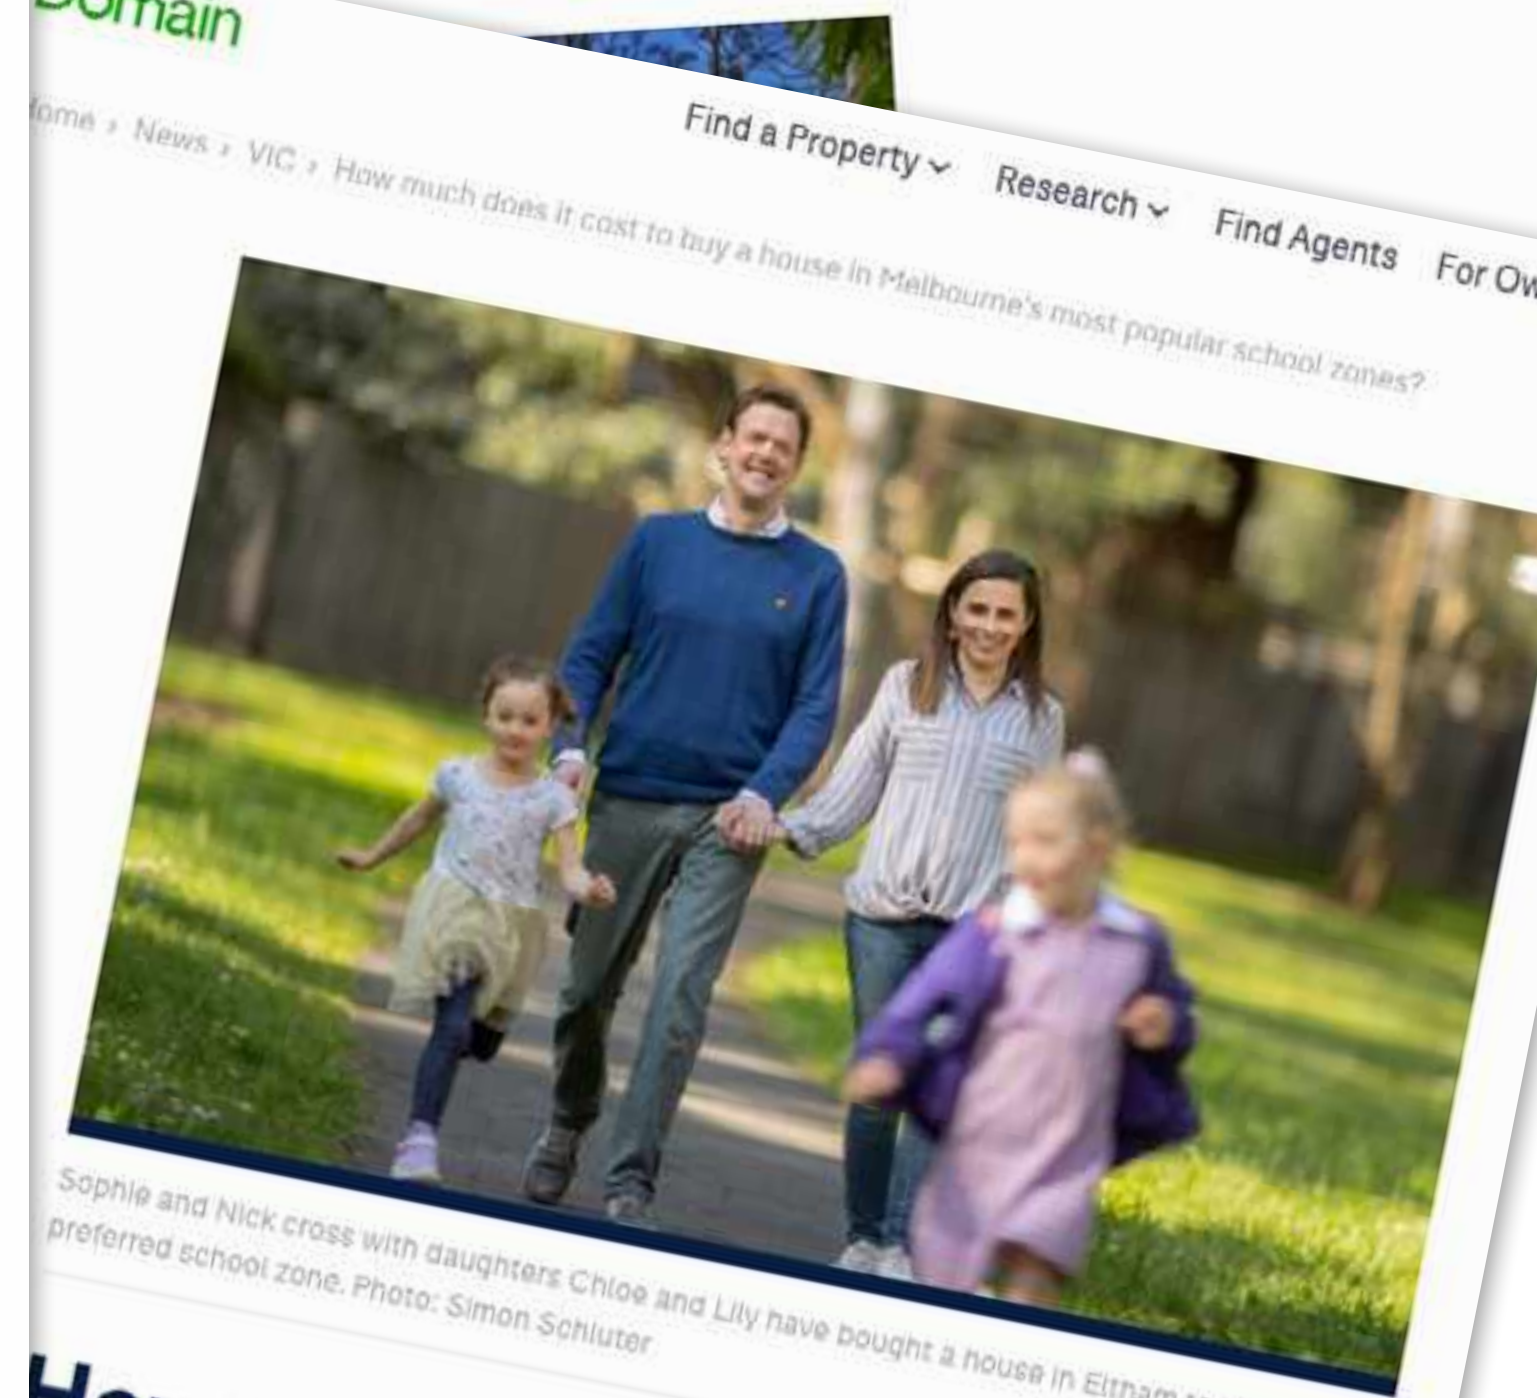 Domain
Find a Property Research Find Agents For Ow
Home › News › VIC › How much does it cost to buy a house in Melbourne's most popular school zones?
Sophie and Nick cross with daughters Chloe and Lily have bought a house in Eltham
preferred school zone. Photo: Simon Schluter